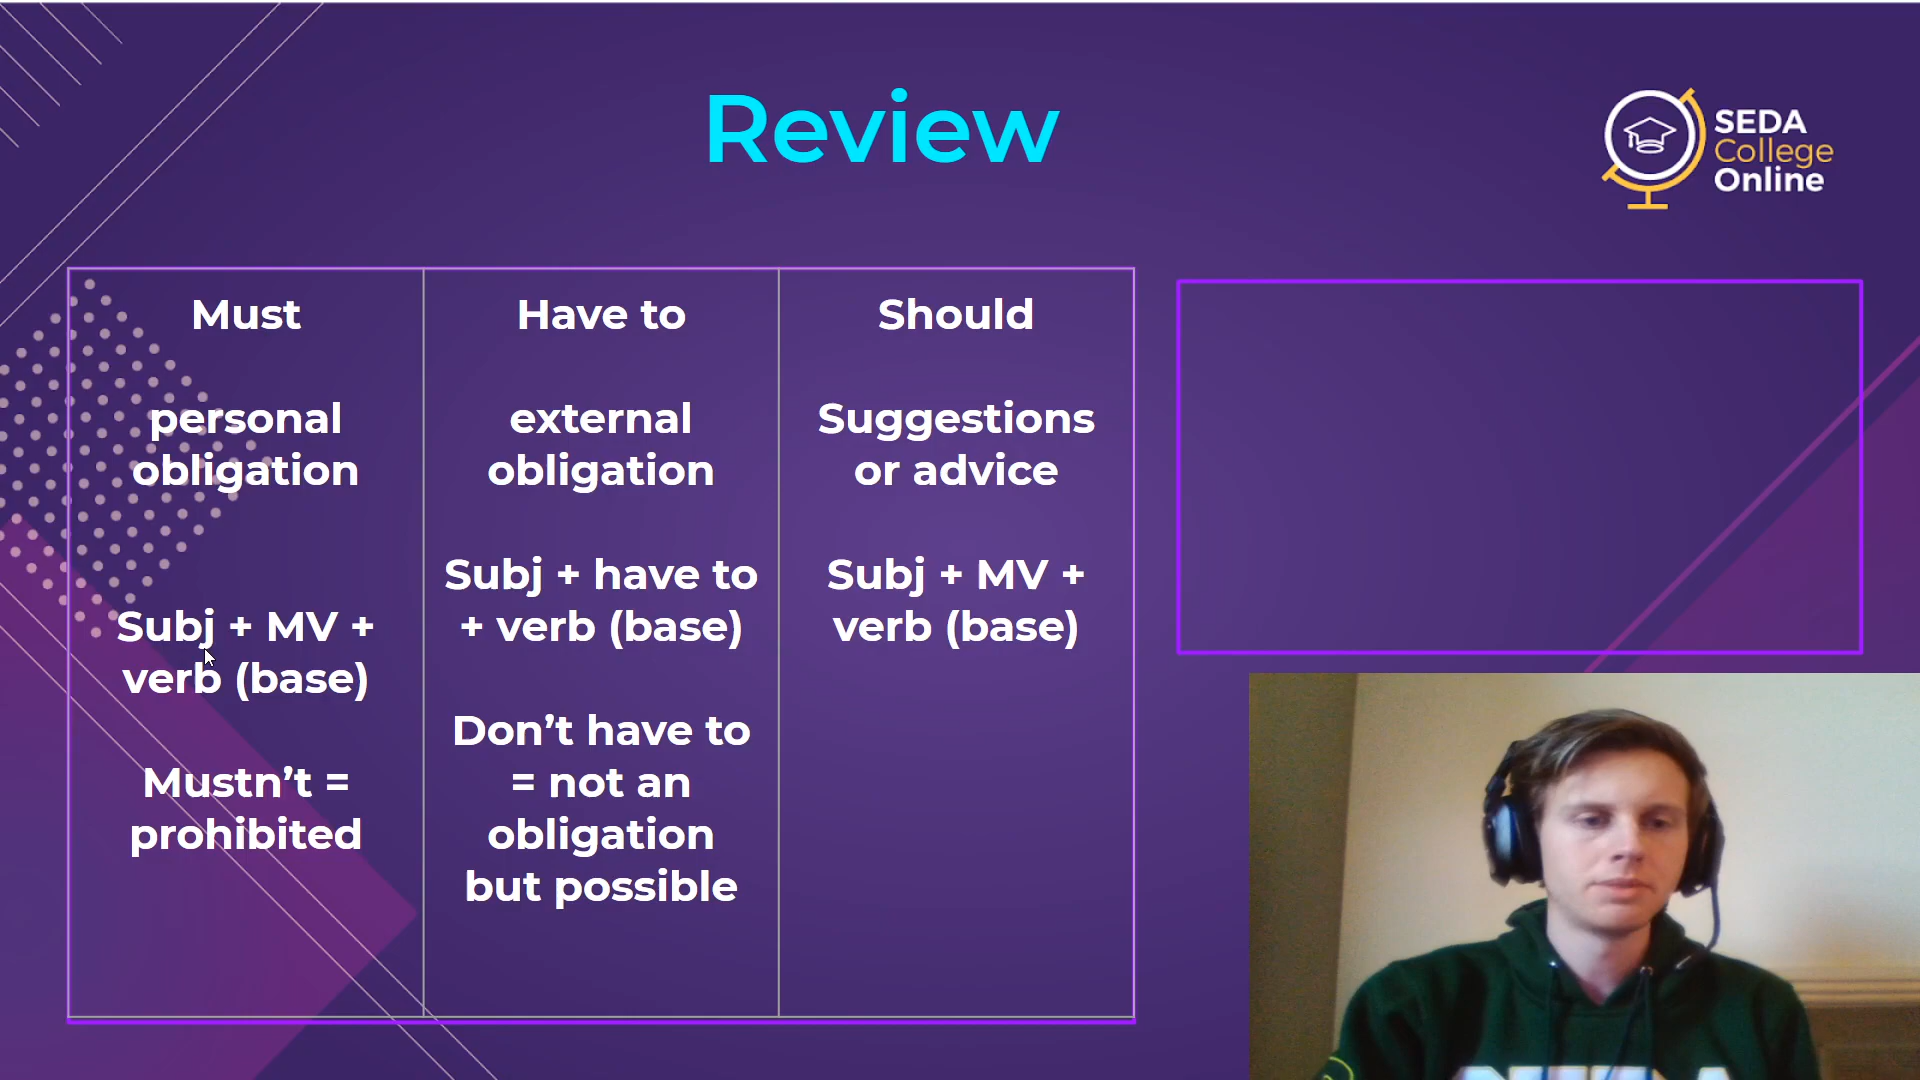 Review
SEDA
College
Online
Must
personal
obligation
Subj + MV +
verb (base)
Mustn’t =
prohibited
Have to
external
obligation
Subj + have to
+ verb (base)
Don’t have to
= not an
obligation
but possible
Should
Suggestions
or advice
Subj + MV +
verb (base)